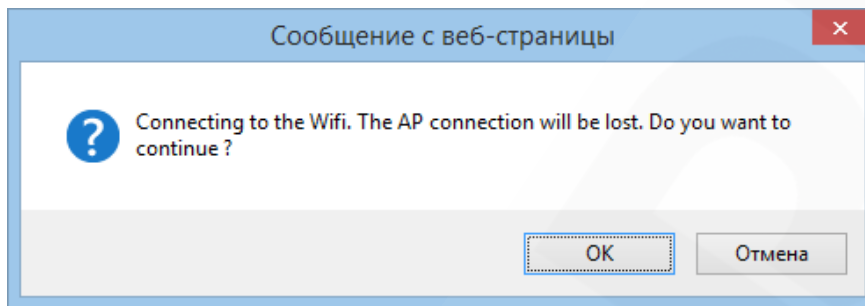 Сообщение с веб-страницы
Connecting to the Wifi. The AP connection will be lost. Do you want to
continue ?
OK
Отмена